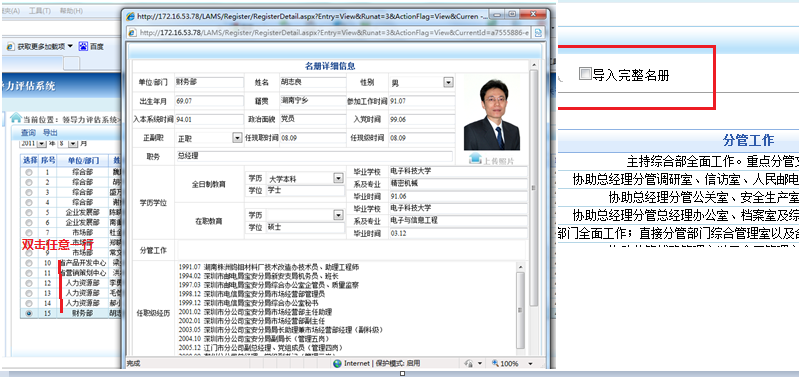 工具(T) 帮助(H)
获取更多加载项 百度
导力评估系统
当前位置: 领导力评估系统>
查询 导出
2011 年 8 月
选择 序号 单位/部门 姓
1 综合部
2 综合部
3 综合部
4 综合部
5 企业发展部
6 企业发展部
7 市场部
双击任意一行
9 市场部
10 省产品开发中心
11 省营销策划中心
12 人力资源部
13 人力资源部
14 人力资源部
15 财务部 胡志
http://172.16.53.78/LAMS/Register/RegisterDetail.aspx?Entry=View&Runat=3&ActionFlag=View&Curren -...
http://172.16.53.78/LAMS/Register/RegisterDetail.aspx?Entry=View&Runat=3&ActionFlag=View&CurrentId=a7555886-e
名册详细信息
单位/部门 财务部 姓名 胡志良 性别 男
出生年月 69.07 籍贯 湖南宁乡 参加工作时间 91.07
入本系统时间 94.01 政治面貌 党员 入党时间 99.06
正副职 正职 任现职时间 08.09 任现级时间 08.09
职务 总经理
上传照片
学历学位
全日制教育 学历 大学本科 学位 学士
毕业学校 电子科技大学
系及专业 精密机械
毕业时间 91.06
在职教育 学历 学位 硕士
毕业学校 电子科技大学
系及专业 电子与信息工程
毕业时间 03.12
分管工作
任职级经历
1991.07 湖南株洲钨钼材料厂技术改造办技术员、助理工程师
1994.02 深圳市邮电局宝安分局新安支局机务员、班长
1997.03 深圳市邮电局宝安分局综合办公室企管员、质量监察
1998.12 深圳市电信局宝安分局市场经营部管理员
1999.12 深圳市电信局宝安分局综合办公室秘书
2001.02 深圳市分公司宝安分局市场经营部主任助理
2002.01 深圳市分公司宝安分局市场经营部副主任
2003.05 深圳市分公司宝安分局局长助理兼市场经营部经理（副科级）
2004.10 深圳市分公司宝安分局副局长（管理五岗）
2005.12 江门市分公司副总经理、党组成员（管理四岗）
完成 Internet | 保护模式: 启用 100%
导入完整名册
分管工作
主持综合部全面工作。重点分管文
协助总经理分管调研室、信访室、人民邮电
协助总经理分管公关室、安全生产室
协助总经理分管总经理办公室、档案室及综
部门全面工作；直接分管部门综合管理室以及合